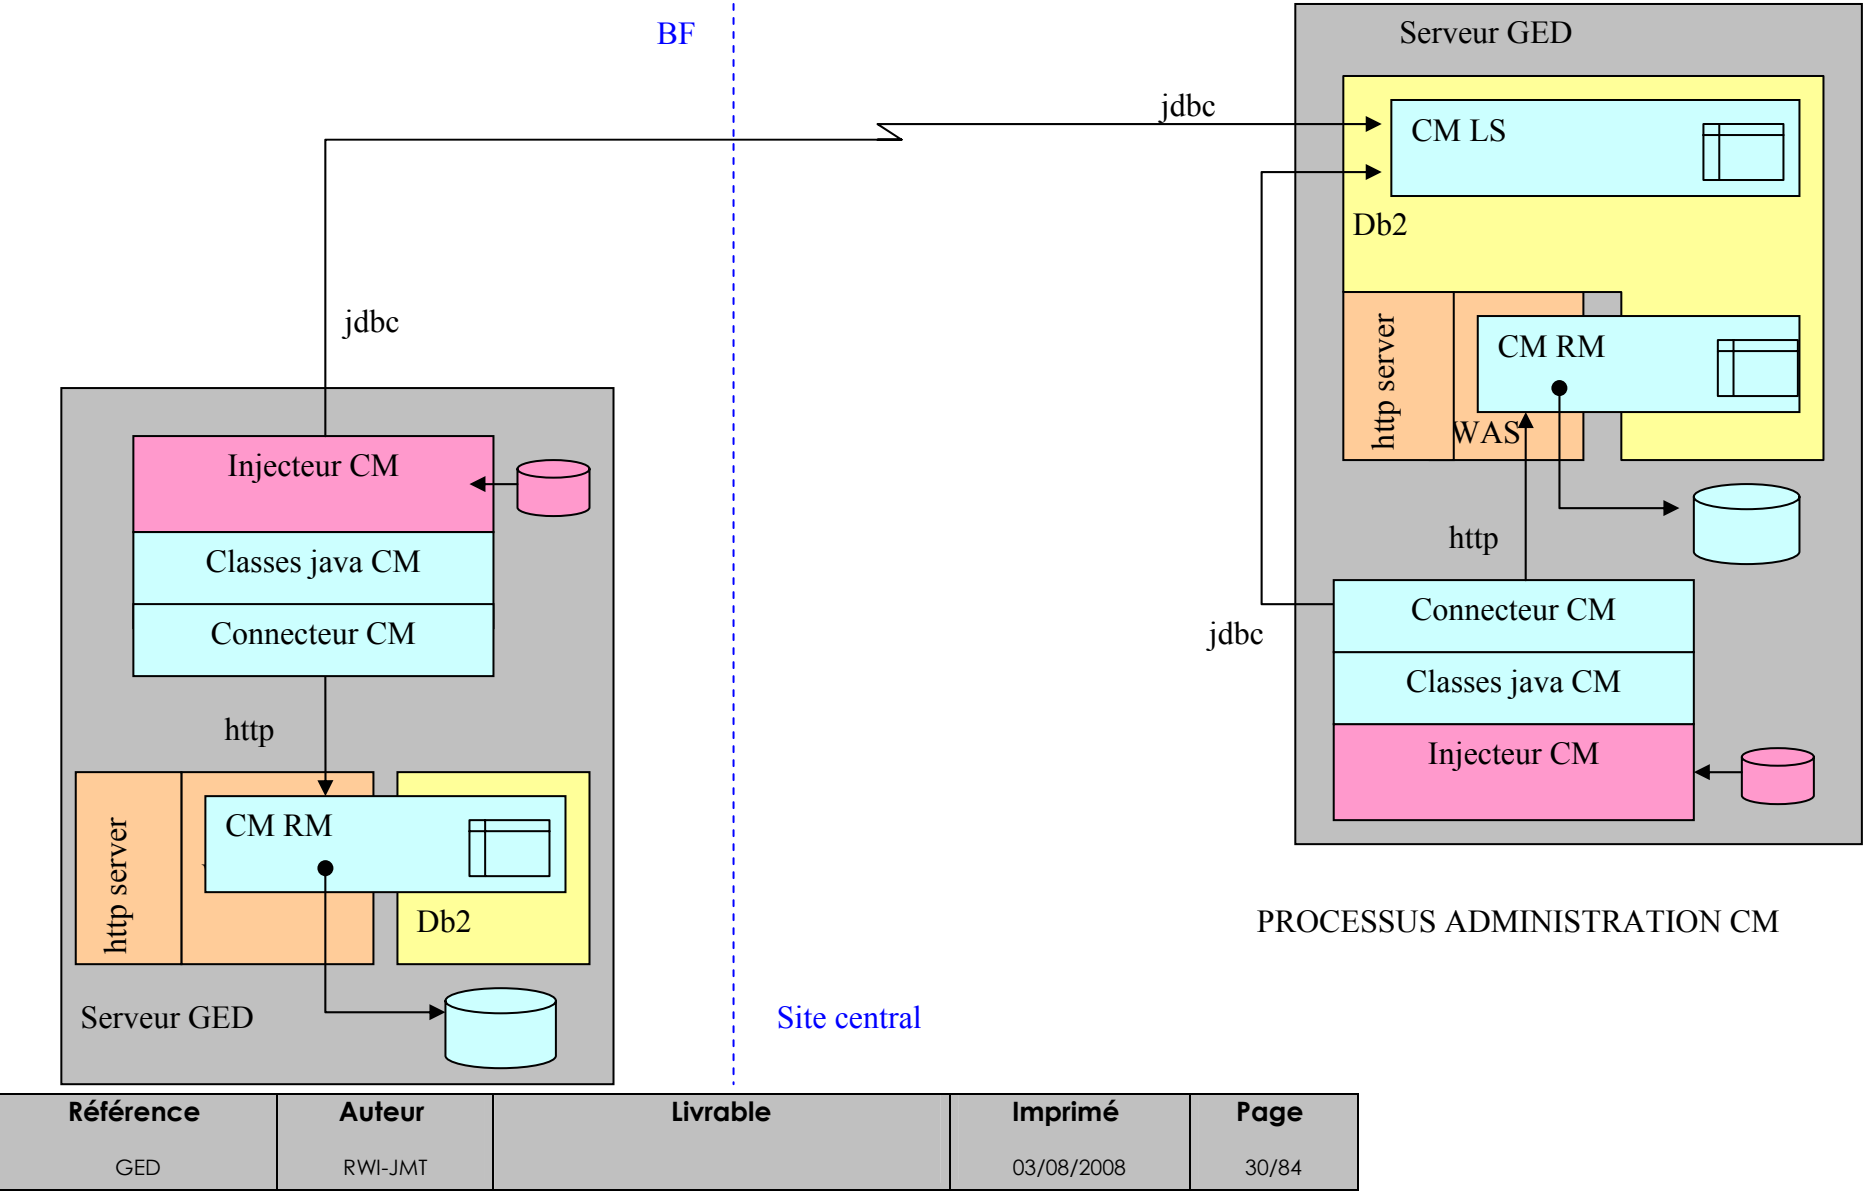 BF
Serveur GED
jdbc
CM LS
Db2
jdbc
http server
CM RM
WAS
Injecteur CM
Classes java CM
Connecteur CM
http
http
Connecteur CM
jdbc
Classes java CM
Injecteur CM
http server
CM RM
Db2
PROCESSUS ADMINISTRATION CM
Serveur GED
Site central
Référence Auteur Livrable Imprimé Page
GED RWI-JMT 03/08/2008 30/84